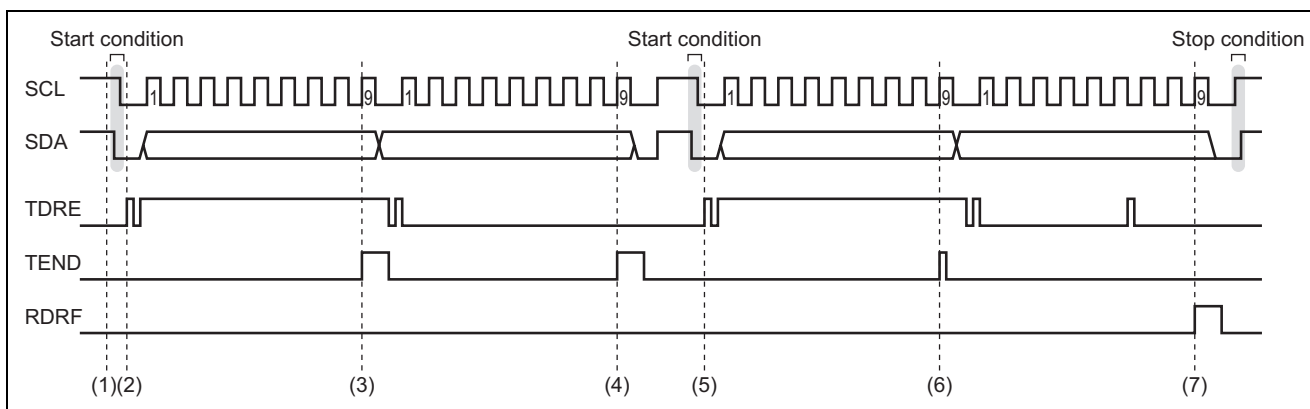 Start condition Start condition Stop condition
SCL 1 9 1 9 1 9 1 9
SDA
TDRE
TEND
RDRF
(1)(2) (3) (4) (5) (6) (7)